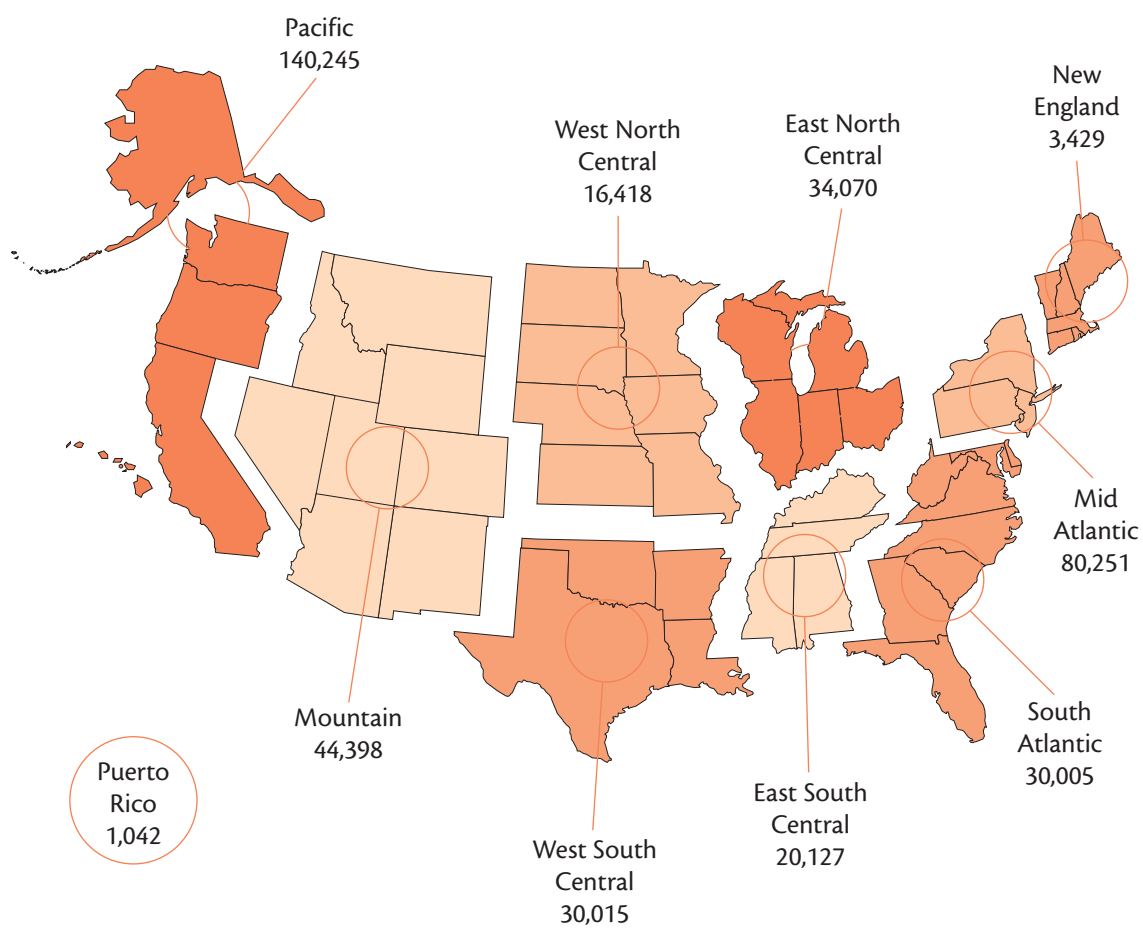 Pacific
140,245
West North
Central
16,418
East North
Central
34,070
New
England
3,429
Mid
Atlantic
80,251
South
Atlantic
30,005
East South
Central
20,127
West South
Central
30,015
Mountain
44,398
Puerto
Rico
1,042